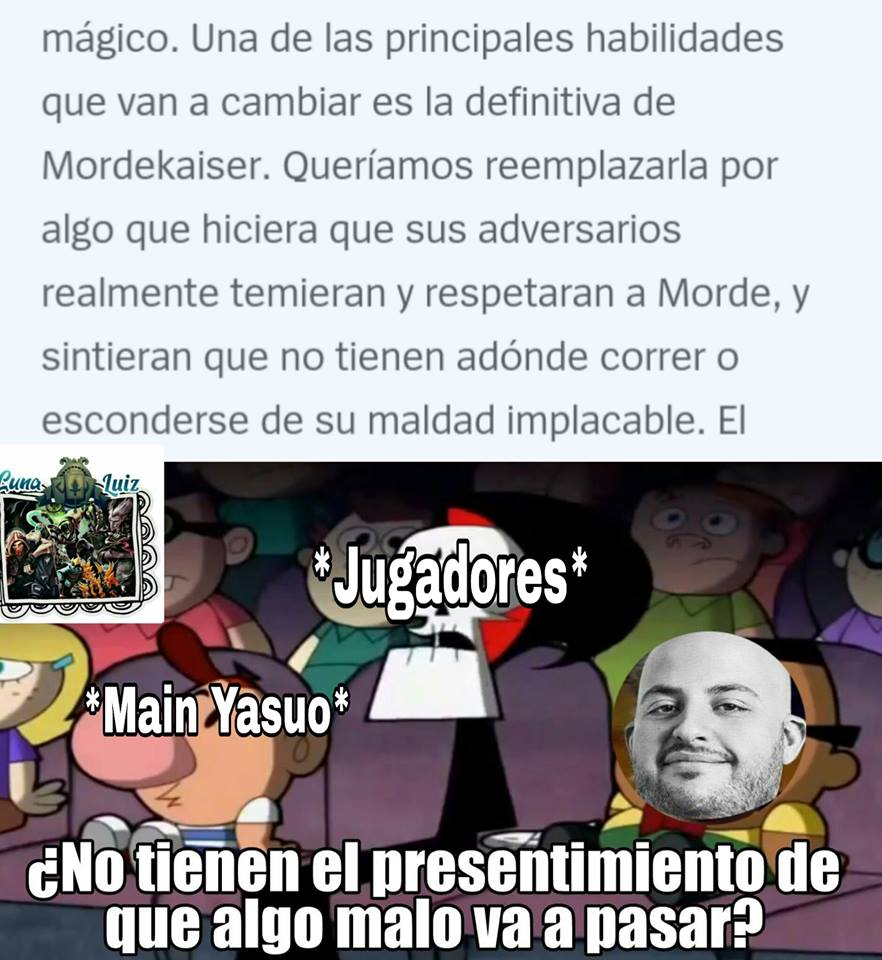 mágico. Una de las principales habilidades
que van a cambiar es la definitiva de
Mordekaiser. Queríamos reemplazarla por
algo que hiciera que sus adversarios
realmente temieran y respetaran a Morde, y
sintieran que no tienen adónde correr o
esconderse de su maldad implacable. El
Luna Luiz
*Jugadores*
*Main Yasuo*
¿No tienen el presentimiento de
que algo malo va a pasar?